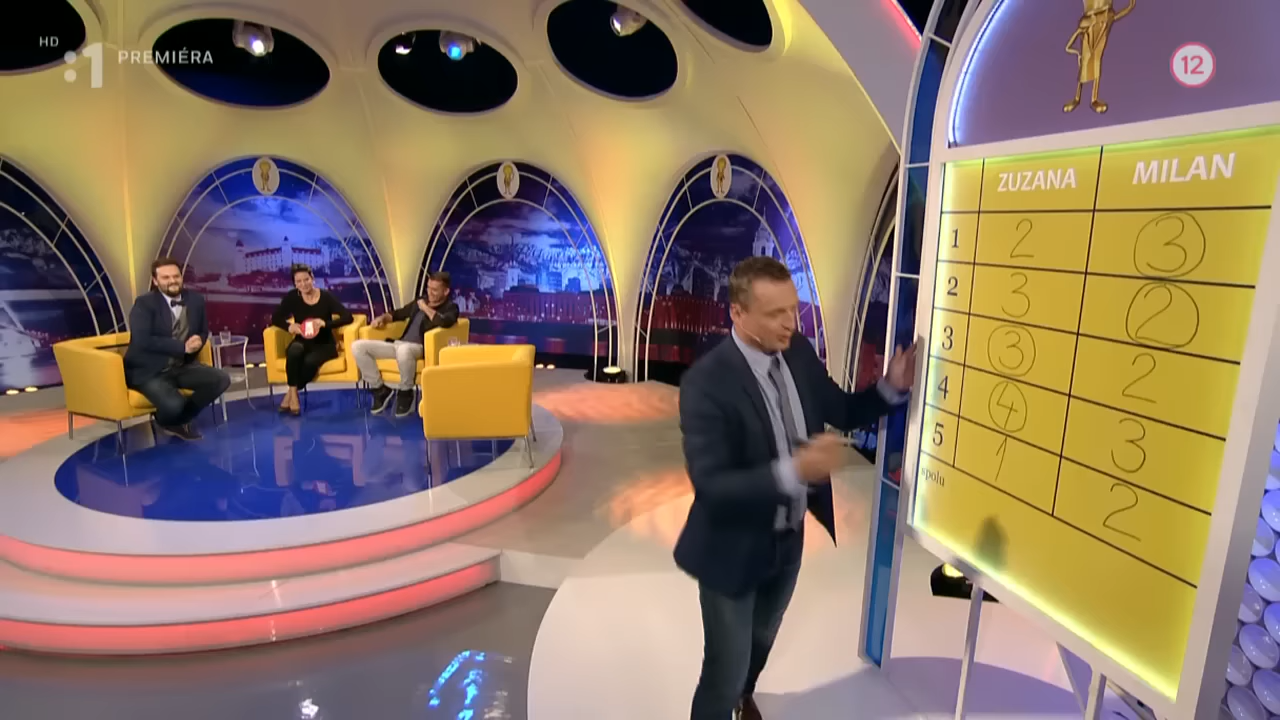 HD
:1 PREMIÉRA
12
ZUZANA MILAN
1 2 3
2 3 2
3 3 2
4 4 3
5 1 2
spolu